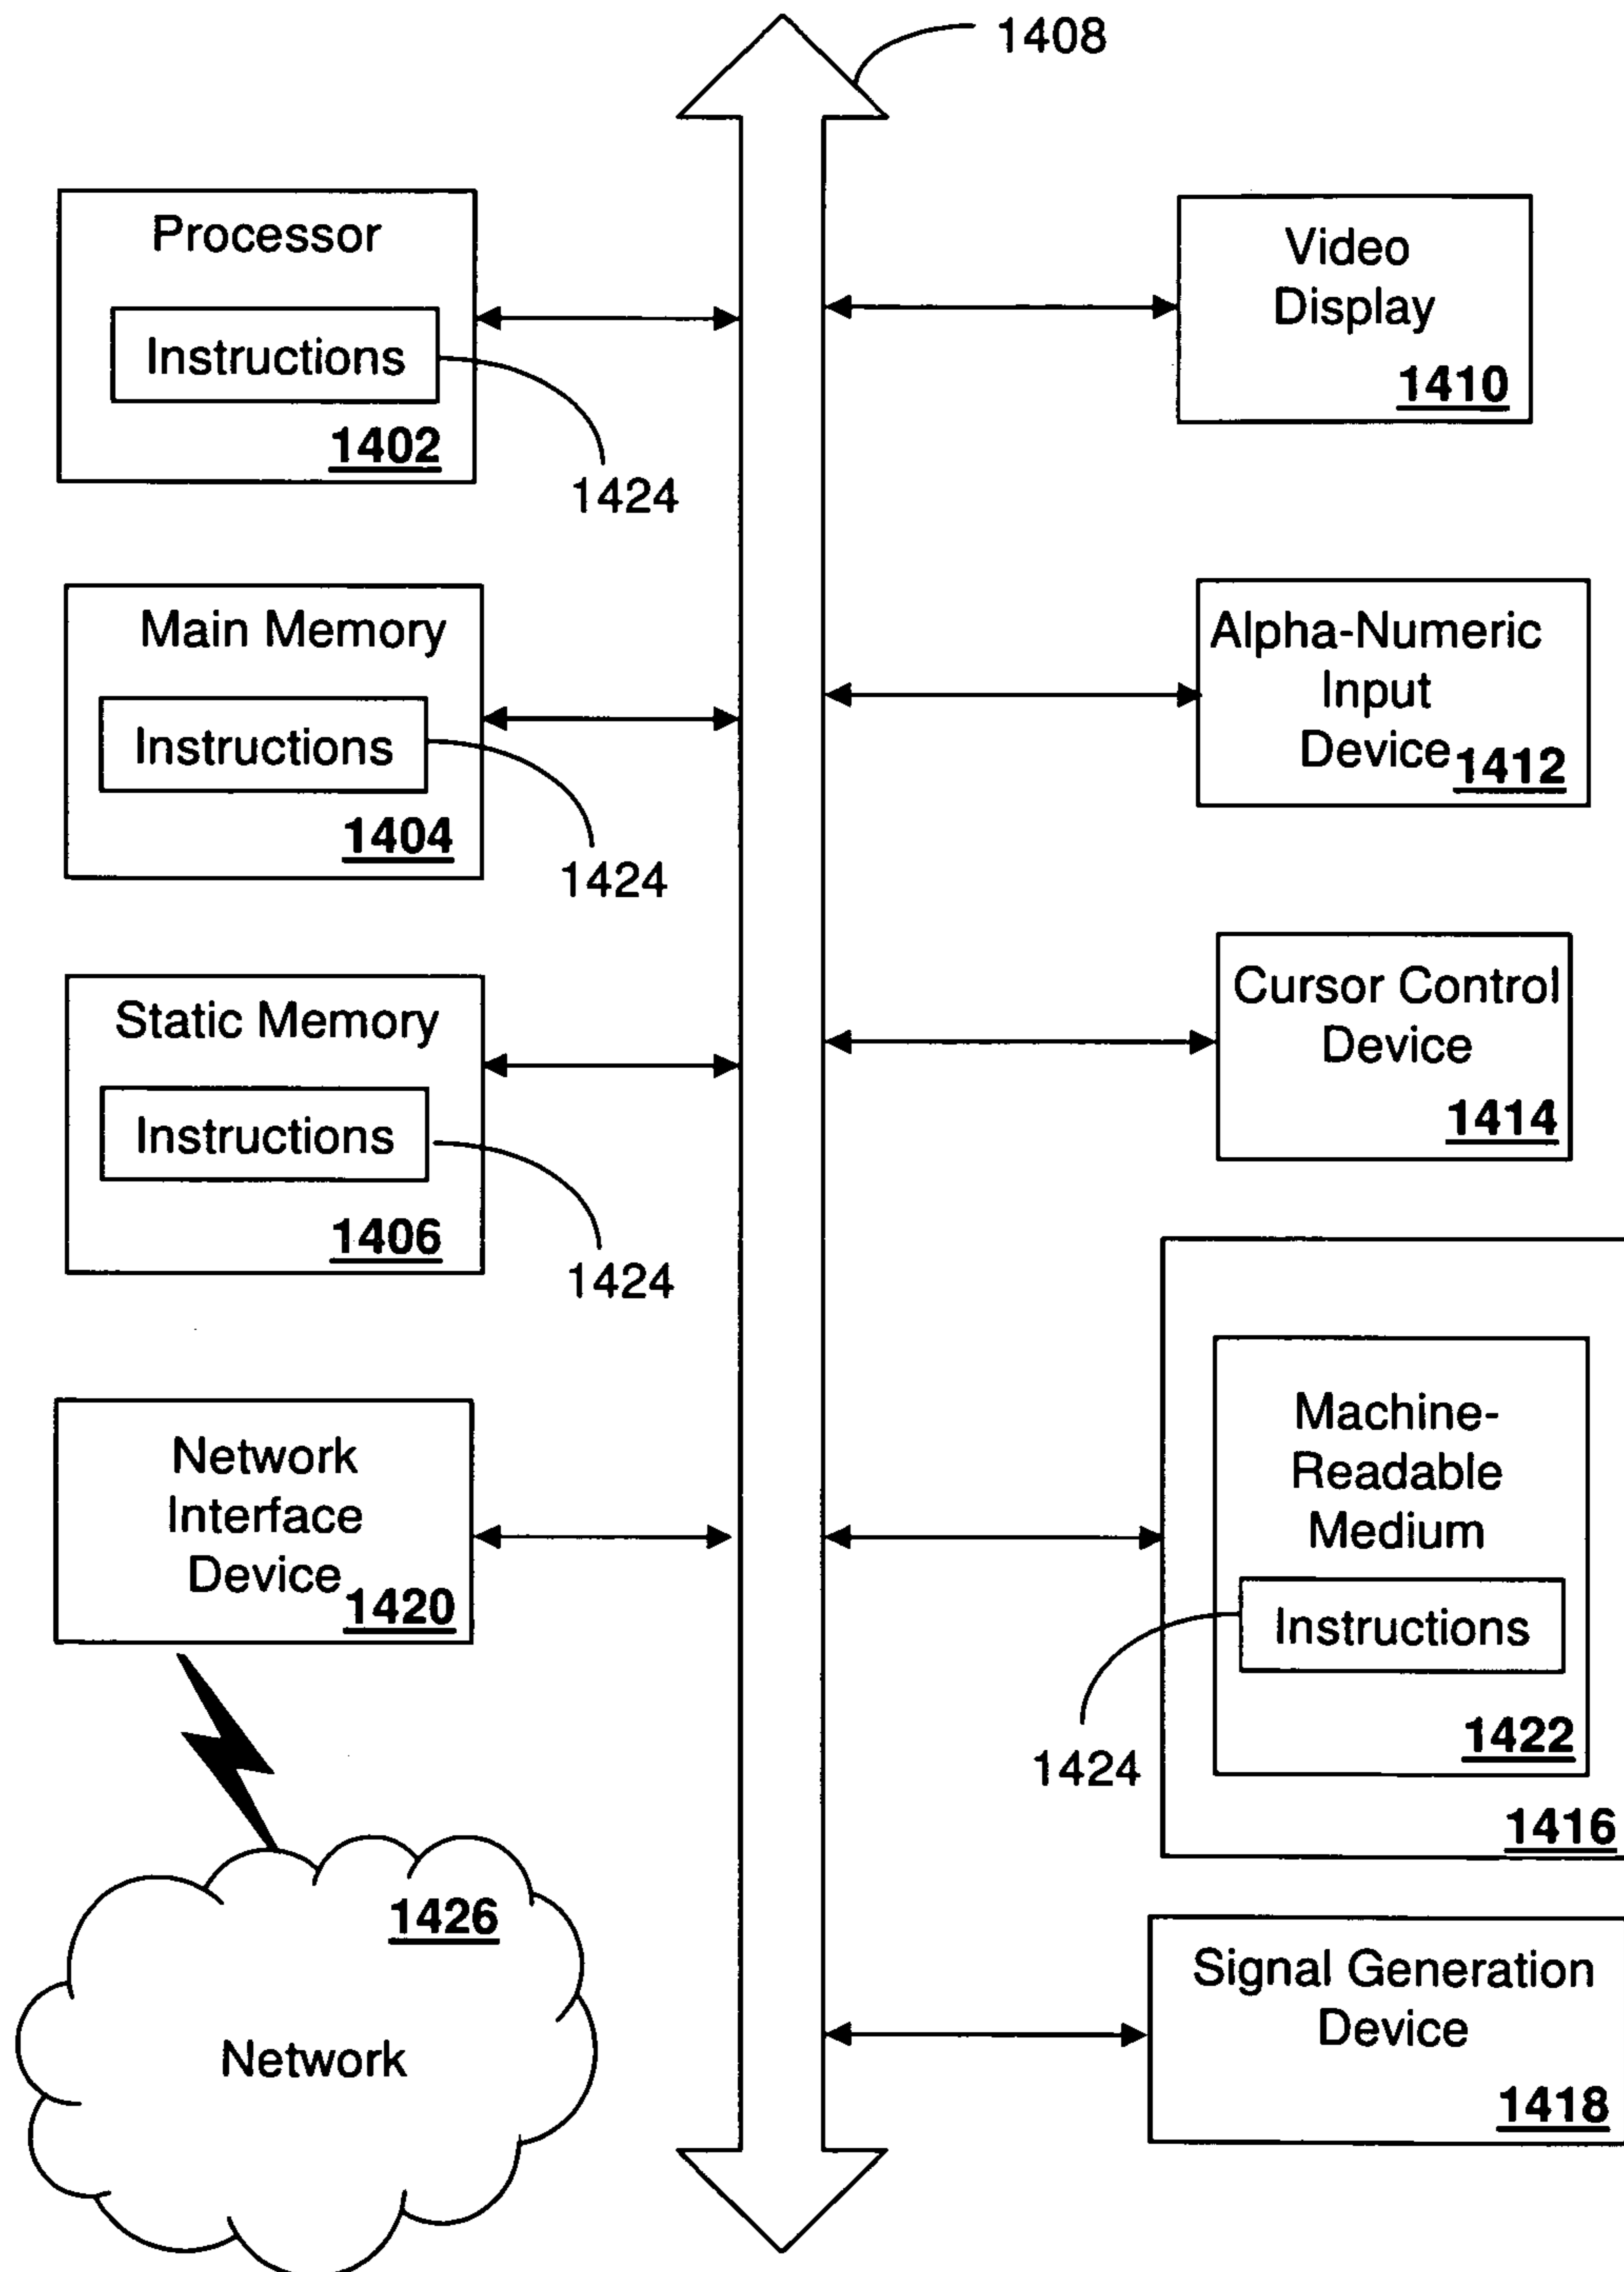 1408
Processor
Instructions
1402
1424
Main Memory
Instructions
1404
1424
Static Memory
Instructions
1406
1424
Network
Interface
Device
1420
1426
Network
Video
Display
1410
Alpha-Numeric
Input
Device
1412
Cursor Control
Device
1414
Machine-
Readable
Medium
Instructions
1422
1424
1416
Signal Generation
Device
1418